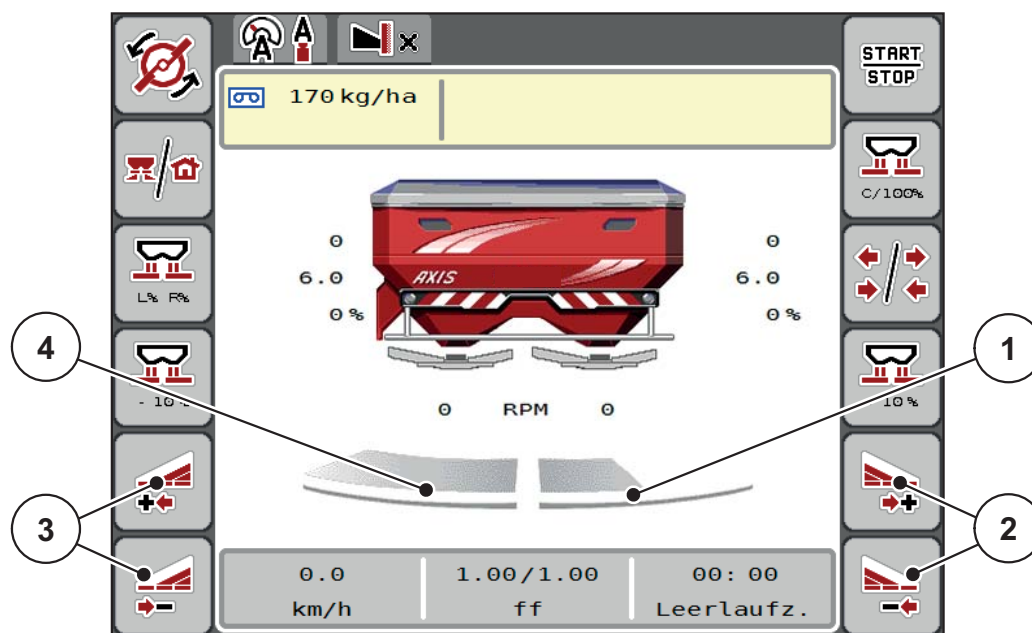 A A
START
STOP
170 kg/ha
C/100%
0 0
6.0 AXIS 6.0
0% 0%
L% R%
4 1
- 10 %
10 %
0 RPM 0
3 2
0.0 1.00/1.00 00: 00
km/h ff Leerlaufz.